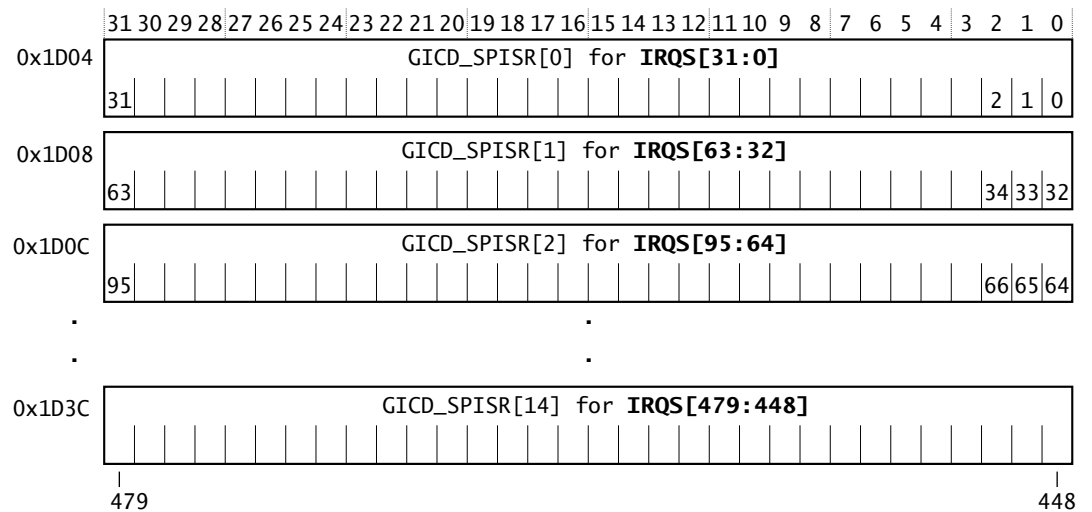 31 30 29 28 27 26 25 24 23 22 21 20 19 18 17 16 15 14 13 12 11 10 9 8 7 6 5 4 3 2 1 0
0x1D04 GICD_SPISR[0] for IRQS[31:0]
31 2 1 0
0x1D08 GICD_SPISR[1] for IRQS[63:32]
63 34 33 32
0x1D0C GICD_SPISR[2] for IRQS[95:64]
95 66 65 64
. .
. .
0x1D3C GICD_SPISR[14] for IRQS[479:448]
479 448